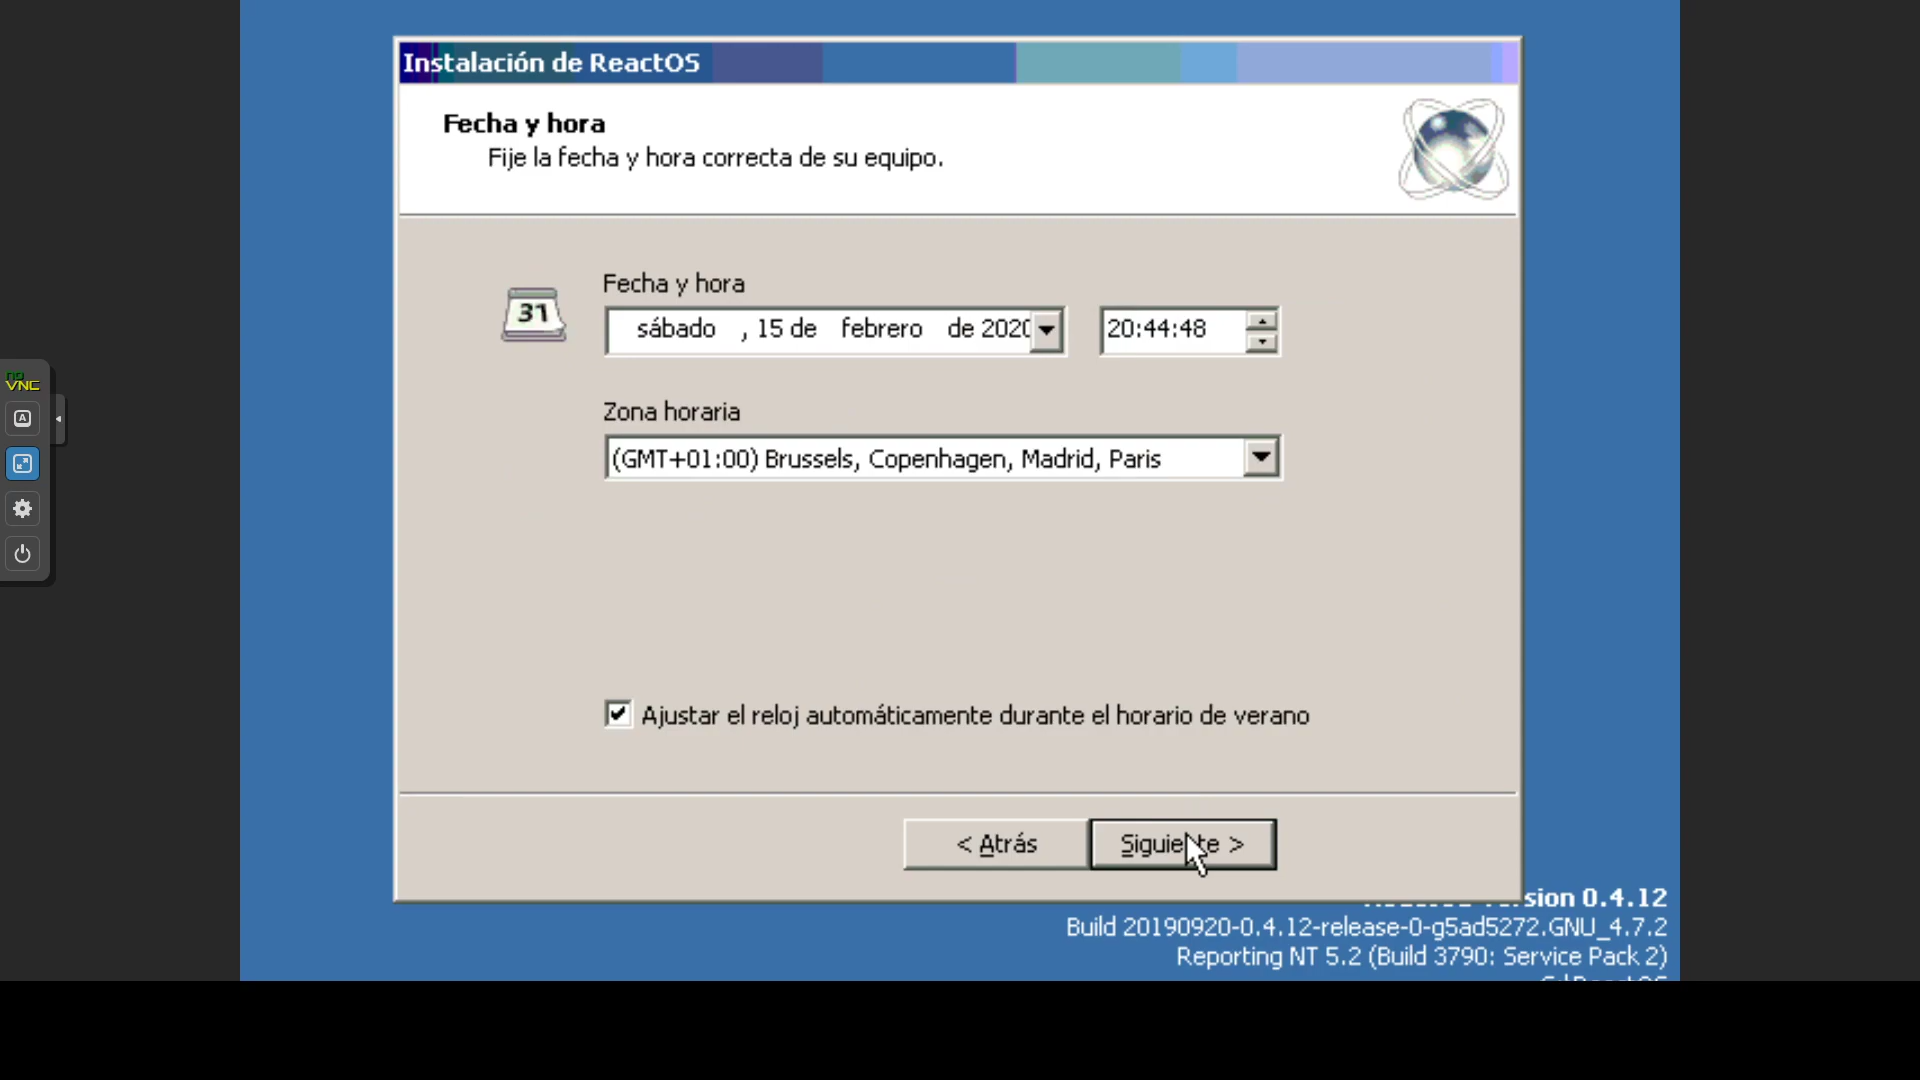 Instalación de ReactOS
Fecha y hora
Fije la fecha y hora correcta de su equipo.
Fecha y hora
31
sábado , 15 de febrero de 2020
20:44:48
Zona horaria
(GMT+01:00) Brussels, Copenhagen, Madrid, Paris
no
VNC
A
Ajustar el reloj automáticamente durante el horario de verano
< Atrás
Siguiente >
sion 0.4.12
Build 20190920-0.4.12-release-0-g5ad5272.GNU_4.7.2
Reporting NT 5.2 (Build 3790: Service Pack 2)